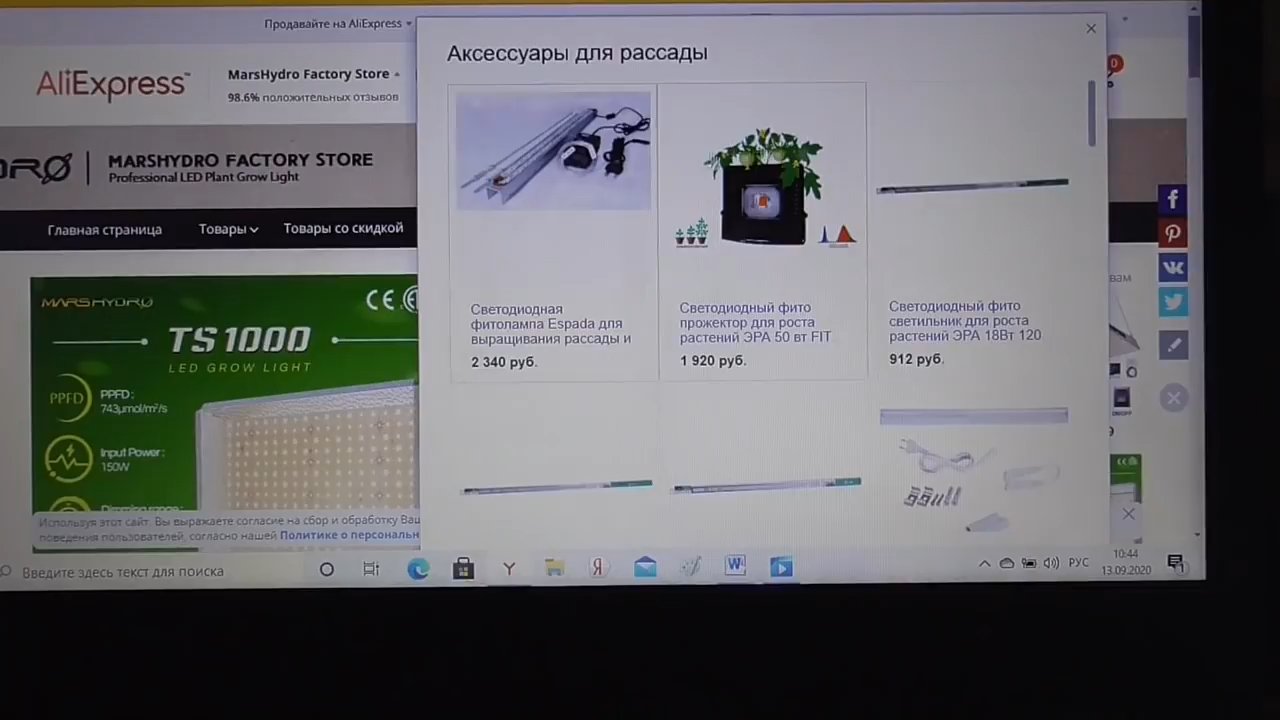 Продавайте на AliExpress
AliExpress
MarsHydro Factory Store
98.6% положительных отзывов
MARSHYDRO FACTORY STORE
Professional LED Plant Grow Light
Главная страница
Товары
Товары со скидкой
MARS HYDRO
CE
TS 1000
LED GROW LIGHT
PPFD
PPFD:
743µmol/m²/s
Input Power:
150W
Используя этот сайт, Вы выражаете согласие на сбор и обработку Ваш
поведения пользователей, согласно нашей Политике о персональн
Аксессуары для рассады
Светодиодная
фитолампа Espada для
выращивания рассады и
2 340 руб.
Светодиодный фито
прожектор для роста
растений ЭРА 50 вт FIT
1 920 руб.
Светодиодный фито
светильник для роста
растений ЭРА 18Вт 120
912 руб.
0
вам
Введите здесь текст для поиска
РУС
10:44
13.09.2020